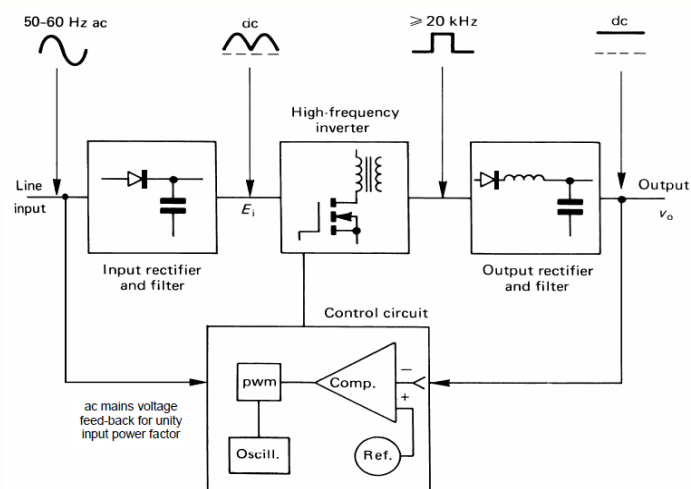 50-60 Hz ac
dc
≥ 20 kHz
dc
High-frequency
inverter
Line
input
E_i
Output
v_o
Input rectifier
and filter
Output rectifier
and filter
Control circuit
pwm
Comp.
−
+
ac mains voltage
feed-back for unity
input power factor
Oscill.
Ref.